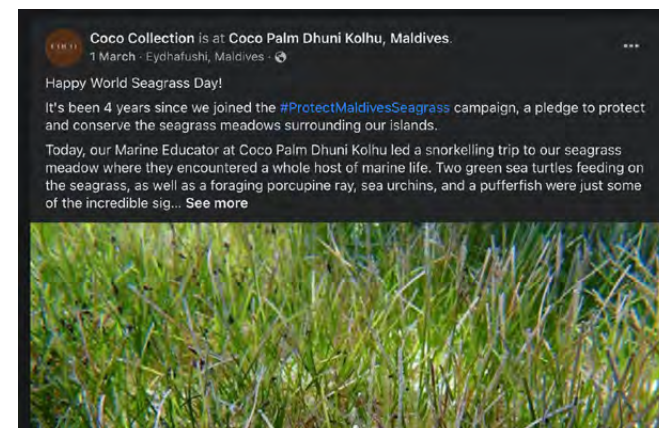 COCO
Coco Collection is at Coco Palm Dhuni Kolhu, Maldives.
1 March · Eydhafushi, Maldives ·
Happy World Seagrass Day!
It's been 4 years since we joined the #ProtectMaldivesSeagrass campaign, a pledge to protect
and conserve the seagrass meadows surrounding our islands.
Today, our Marine Educator at Coco Palm Dhuni Kolhu led a snorkelling trip to our seagrass
meadow where they encountered a whole host of marine life. Two green sea turtles feeding on
the seagrass, as well as a foraging porcupine ray, sea urchins, and a pufferfish were just some
of the incredible sig... See more